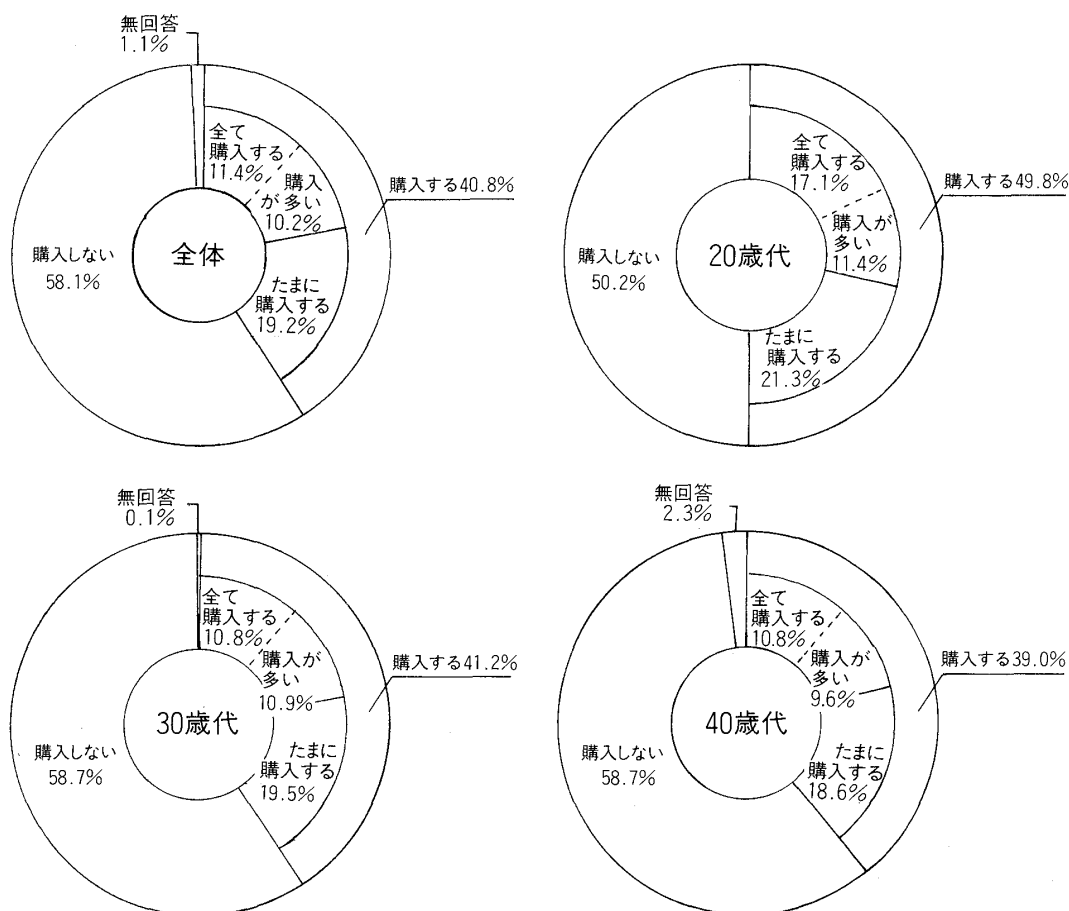 無回答
1.1%
全て
購入する
11.4%
購入
が多い
10.2%
購入する40.8%
購入しない
58.1%
全体
たまに
購入する
19.2%
全て
購入する
17.1%
購入が
多い
11.4%
購入する49.8%
購入しない
50.2%
20歳代
たまに
購入する
21.3%
無回答
0.1%
全て
購入する
10.8%
購入が
多い
10.9%
購入する41.2%
購入しない
58.7%
30歳代
たまに
購入する
19.5%
無回答
2.3%
全て
購入する
10.8%
購入が
多い
9.6%
購入する39.0%
購入しない
58.7%
40歳代
たまに
購入する
18.6%